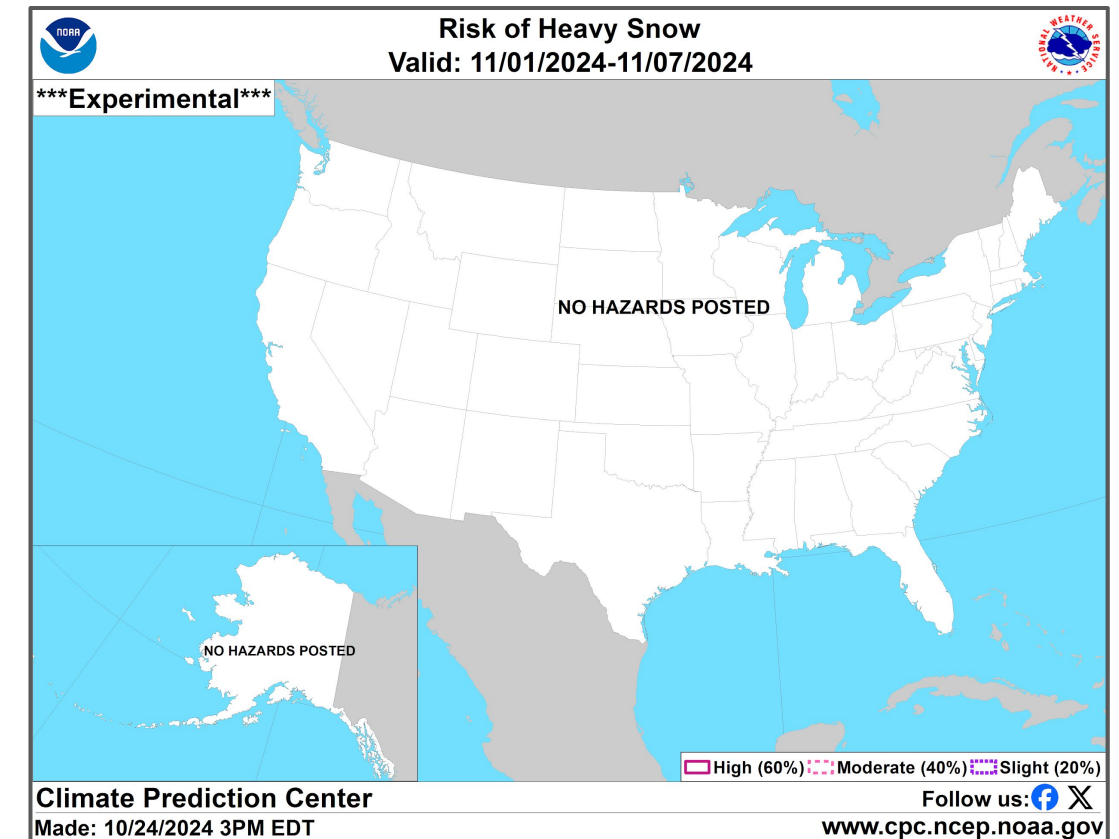 NOAA
Risk of Heavy Snow
Valid: 11/01/2024-11/07/2024
NATIONAL WEATHER SERVICE
***Experimental***
NO HAZARDS POSTED
NO HAZARDS POSTED
High (60%) Moderate (40%) Slight (20%)
Climate Prediction Center
Follow us:
Made: 10/24/2024 3PM EDT
www.cpc.ncep.noaa.gov